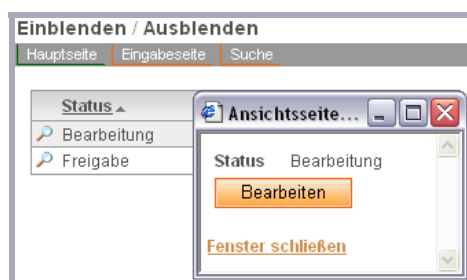 Einblenden / Ausblenden
Hauptseite Eingabeseite Suche
Status
Bearbeitung
Freigabe
Ansichtsseite...
Status Bearbeitung
Bearbeiten
Fenster schließen